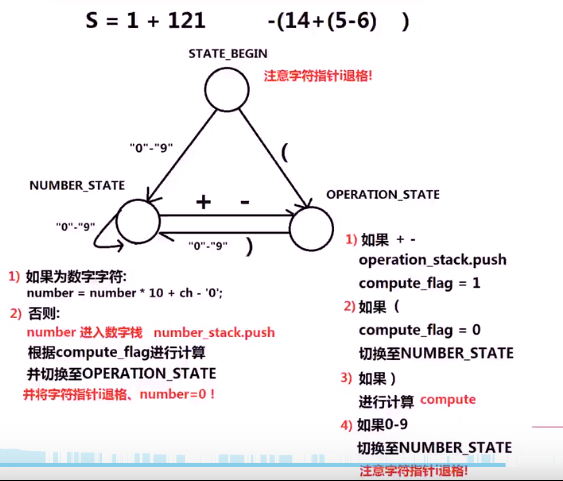 S = 1 + 121 -(14+(5-6) )
STATE_BEGIN
注意字符指针i退格!
"0"-"9"
(
NUMBER_STATE
+ -
OPERATION_STATE
"0"-"9"
"0"-"9" )
1) 如果为数字字符:
number = number * 10 + ch - '0';
2) 否则:
number 进入数字栈 number_stack.push
根据compute_flag进行计算
并切换至OPERATION_STATE
并将字符指针i退格、number=0 !
1) 如果 + -
operation_stack.push
compute_flag = 1
2) 如果 (
compute_flag = 0
切换至NUMBER_STATE
3) 如果 )
进行计算 compute
4) 如果0-9
切换至NUMBER_STATE
注意字符指针i退格!